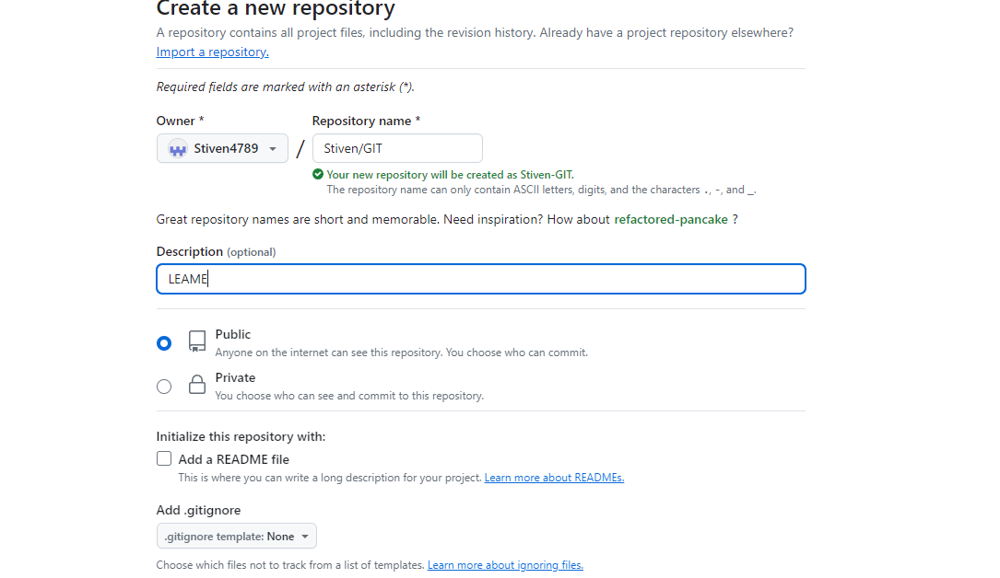 Create a new repository
A repository contains all project files, including the revision history. Already have a project repository elsewhere?
Import a repository.
Required fields are marked with an asterisk (*).
Owner * Repository name *
Stiven4789 / Stiven/GIT
Your new repository will be created as Stiven-GIT.
The repository name can only contain ASCII letters, digits, and the characters ., -, and _.
Great repository names are short and memorable. Need inspiration? How about refactored-pancake ?
Description (optional)
LEAME
Public
Anyone on the internet can see this repository. You choose who can commit.
Private
You choose who can see and commit to this repository.
Initialize this repository with:
Add a README file
This is where you can write a long description for your project. Learn more about READMEs.
Add .gitignore
.gitignore template: None
Choose which files not to track from a list of templates. Learn more about ignoring files.